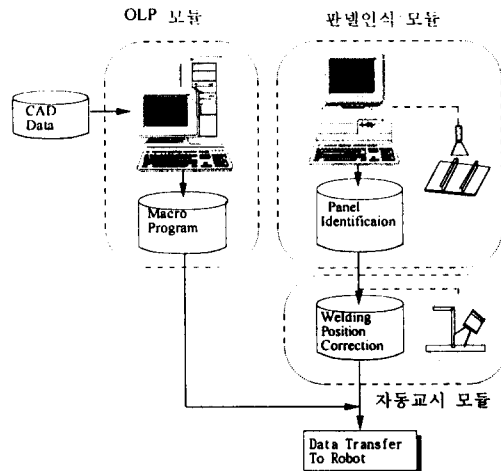 OLP 모듈
판넬인식 모듈
CAD
Data
Macro
Program
Panel
Identificaion
Welding
Position
Correction
자동교시 모듈
Data Transfer
To Robot